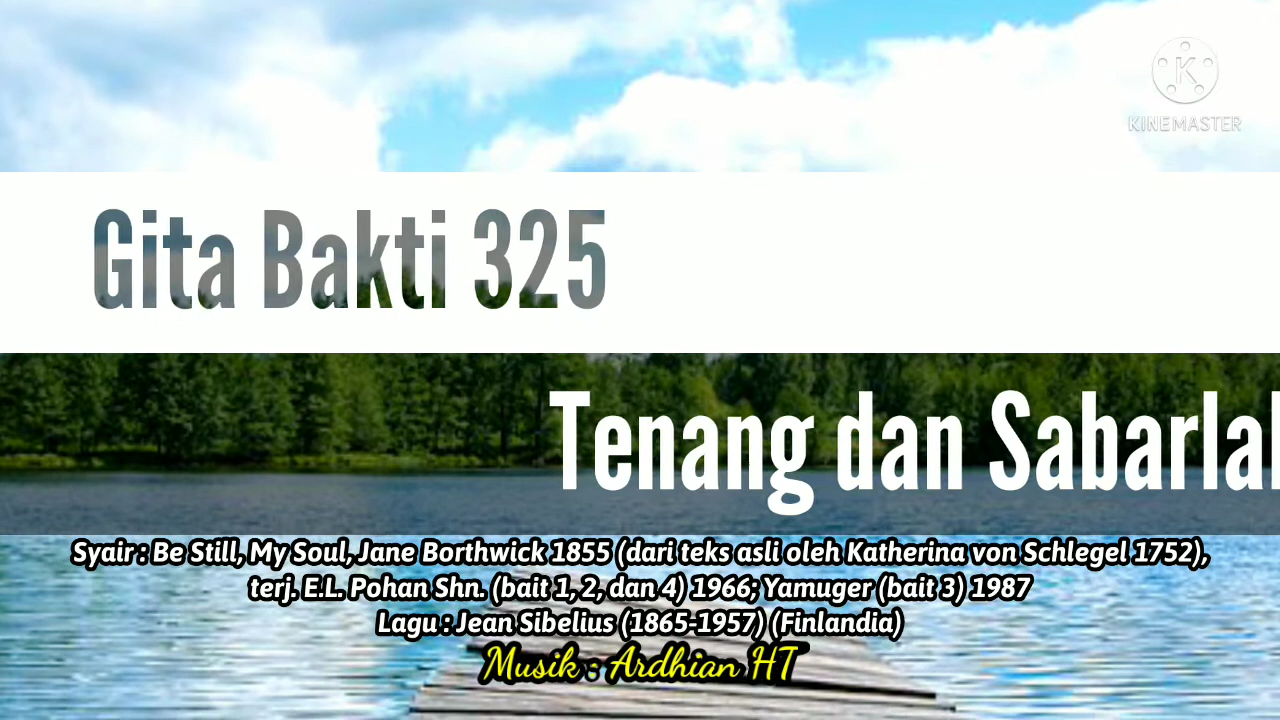 KINEMASTER
Gita Bakti 325
Tenang dan Sabarla
Syair : Be Still, My Soul, Jane Borthwick 1855 (dari teks asli oleh Katherina von Schlegel 1752),
terj. E.L. Pohan Shn. (bait 1, 2, dan 4) 1966; Yamuger (bait 3) 1987
Lagu : Jean Sibelius (1865-1957) (Finlandia)
Musik : Ardhian HT